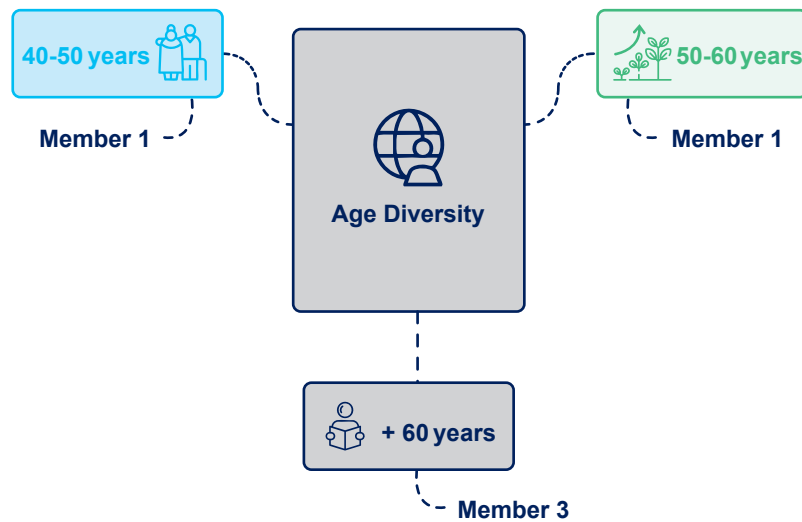 40-50 years
50-60 years
Member 1
Member 1
Age Diversity
+ 60 years
Member 3